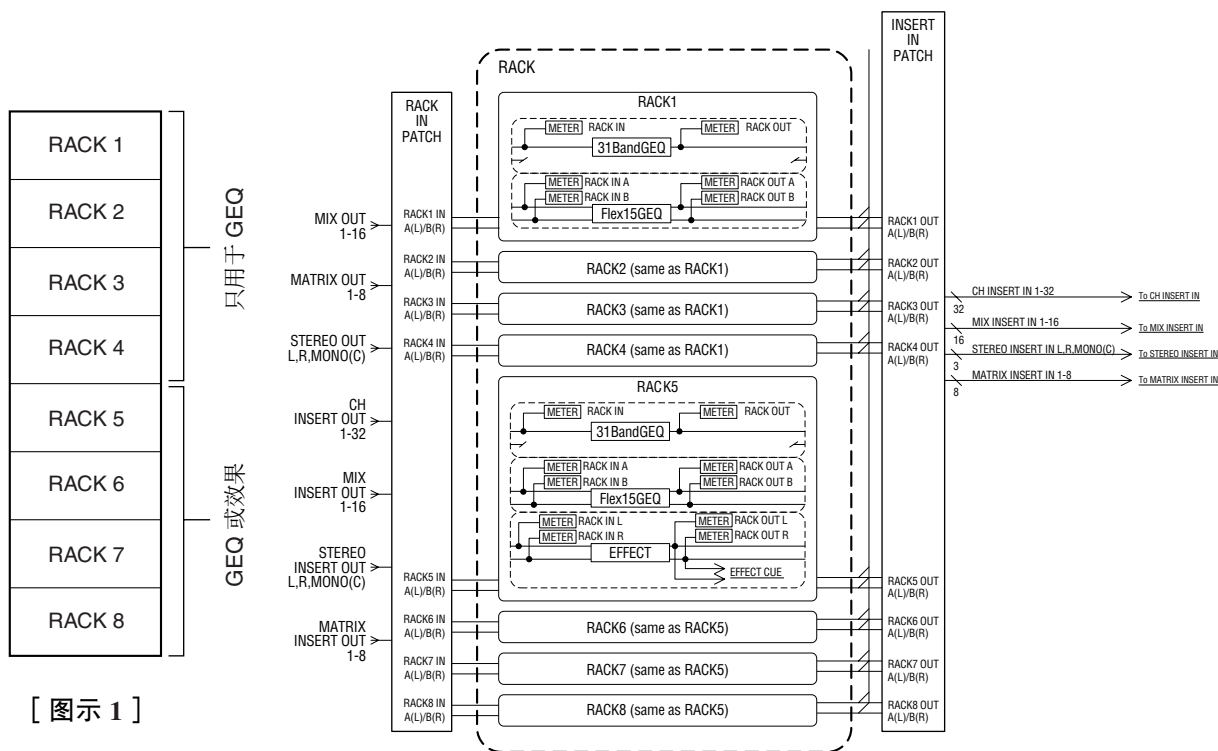 RACK 1
RACK 2
RACK 3
RACK 4
RACK 5
RACK 6
RACK 7
RACK 8
只用于 GEQ
GEQ 或效果
[ 图示 1 ]
MIX OUT
1-16
MATRIX OUT
1-8
STEREO OUT
L,R,MONO(C)
CH
INSERT OUT
1-32
MIX
INSERT OUT
1-16
STEREO
INSERT OUT
L,R,MONO(C)
MATRIX
INSERT OUT
1-8
RACK
IN
PATCH
RACK1 IN
A(L)/B(R)
RACK2 IN
A(L)/B(R)
RACK3 IN
A(L)/B(R)
RACK4 IN
A(L)/B(R)
RACK5 IN
A(L)/B(R)
RACK6 IN
A(L)/B(R)
RACK7 IN
A(L)/B(R)
RACK8 IN
A(L)/B(R)
RACK
RACK1
METER RACK IN METER RACK OUT
31BandGEQ
METER RACK IN A METER RACK OUT A
METER RACK IN B METER RACK OUT B
Flex15GEQ
RACK2 (same as RACK1)
RACK3 (same as RACK1)
RACK4 (same as RACK1)
RACK5
METER RACK IN METER RACK OUT
31BandGEQ
METER RACK IN A METER RACK OUT A
METER RACK IN B METER RACK OUT B
Flex15GEQ
METER RACK IN L METER RACK OUT L
METER RACK IN R METER RACK OUT R
EFFECT
EFFECT CUE
RACK6 (same as RACK5)
RACK7 (same as RACK5)
RACK8 (same as RACK5)
INSERT
IN
PATCH
RACK1 OUT
A(L)/B(R)
RACK2 OUT
A(L)/B(R)
RACK3 OUT
A(L)/B(R)
RACK4 OUT
A(L)/B(R)
RACK5 OUT
A(L)/B(R)
RACK6 OUT
A(L)/B(R)
RACK7 OUT
A(L)/B(R)
RACK8 OUT
A(L)/B(R)
CH INSERT IN 1-32 To CH INSERT IN
32
MIX INSERT IN 1-16 To MIX INSERT IN
16
STEREO INSERT IN L,R,MONO(C) To STEREO INSERT IN
3
MATRIX INSERT IN 1-8 To MATRIX INSERT IN
8